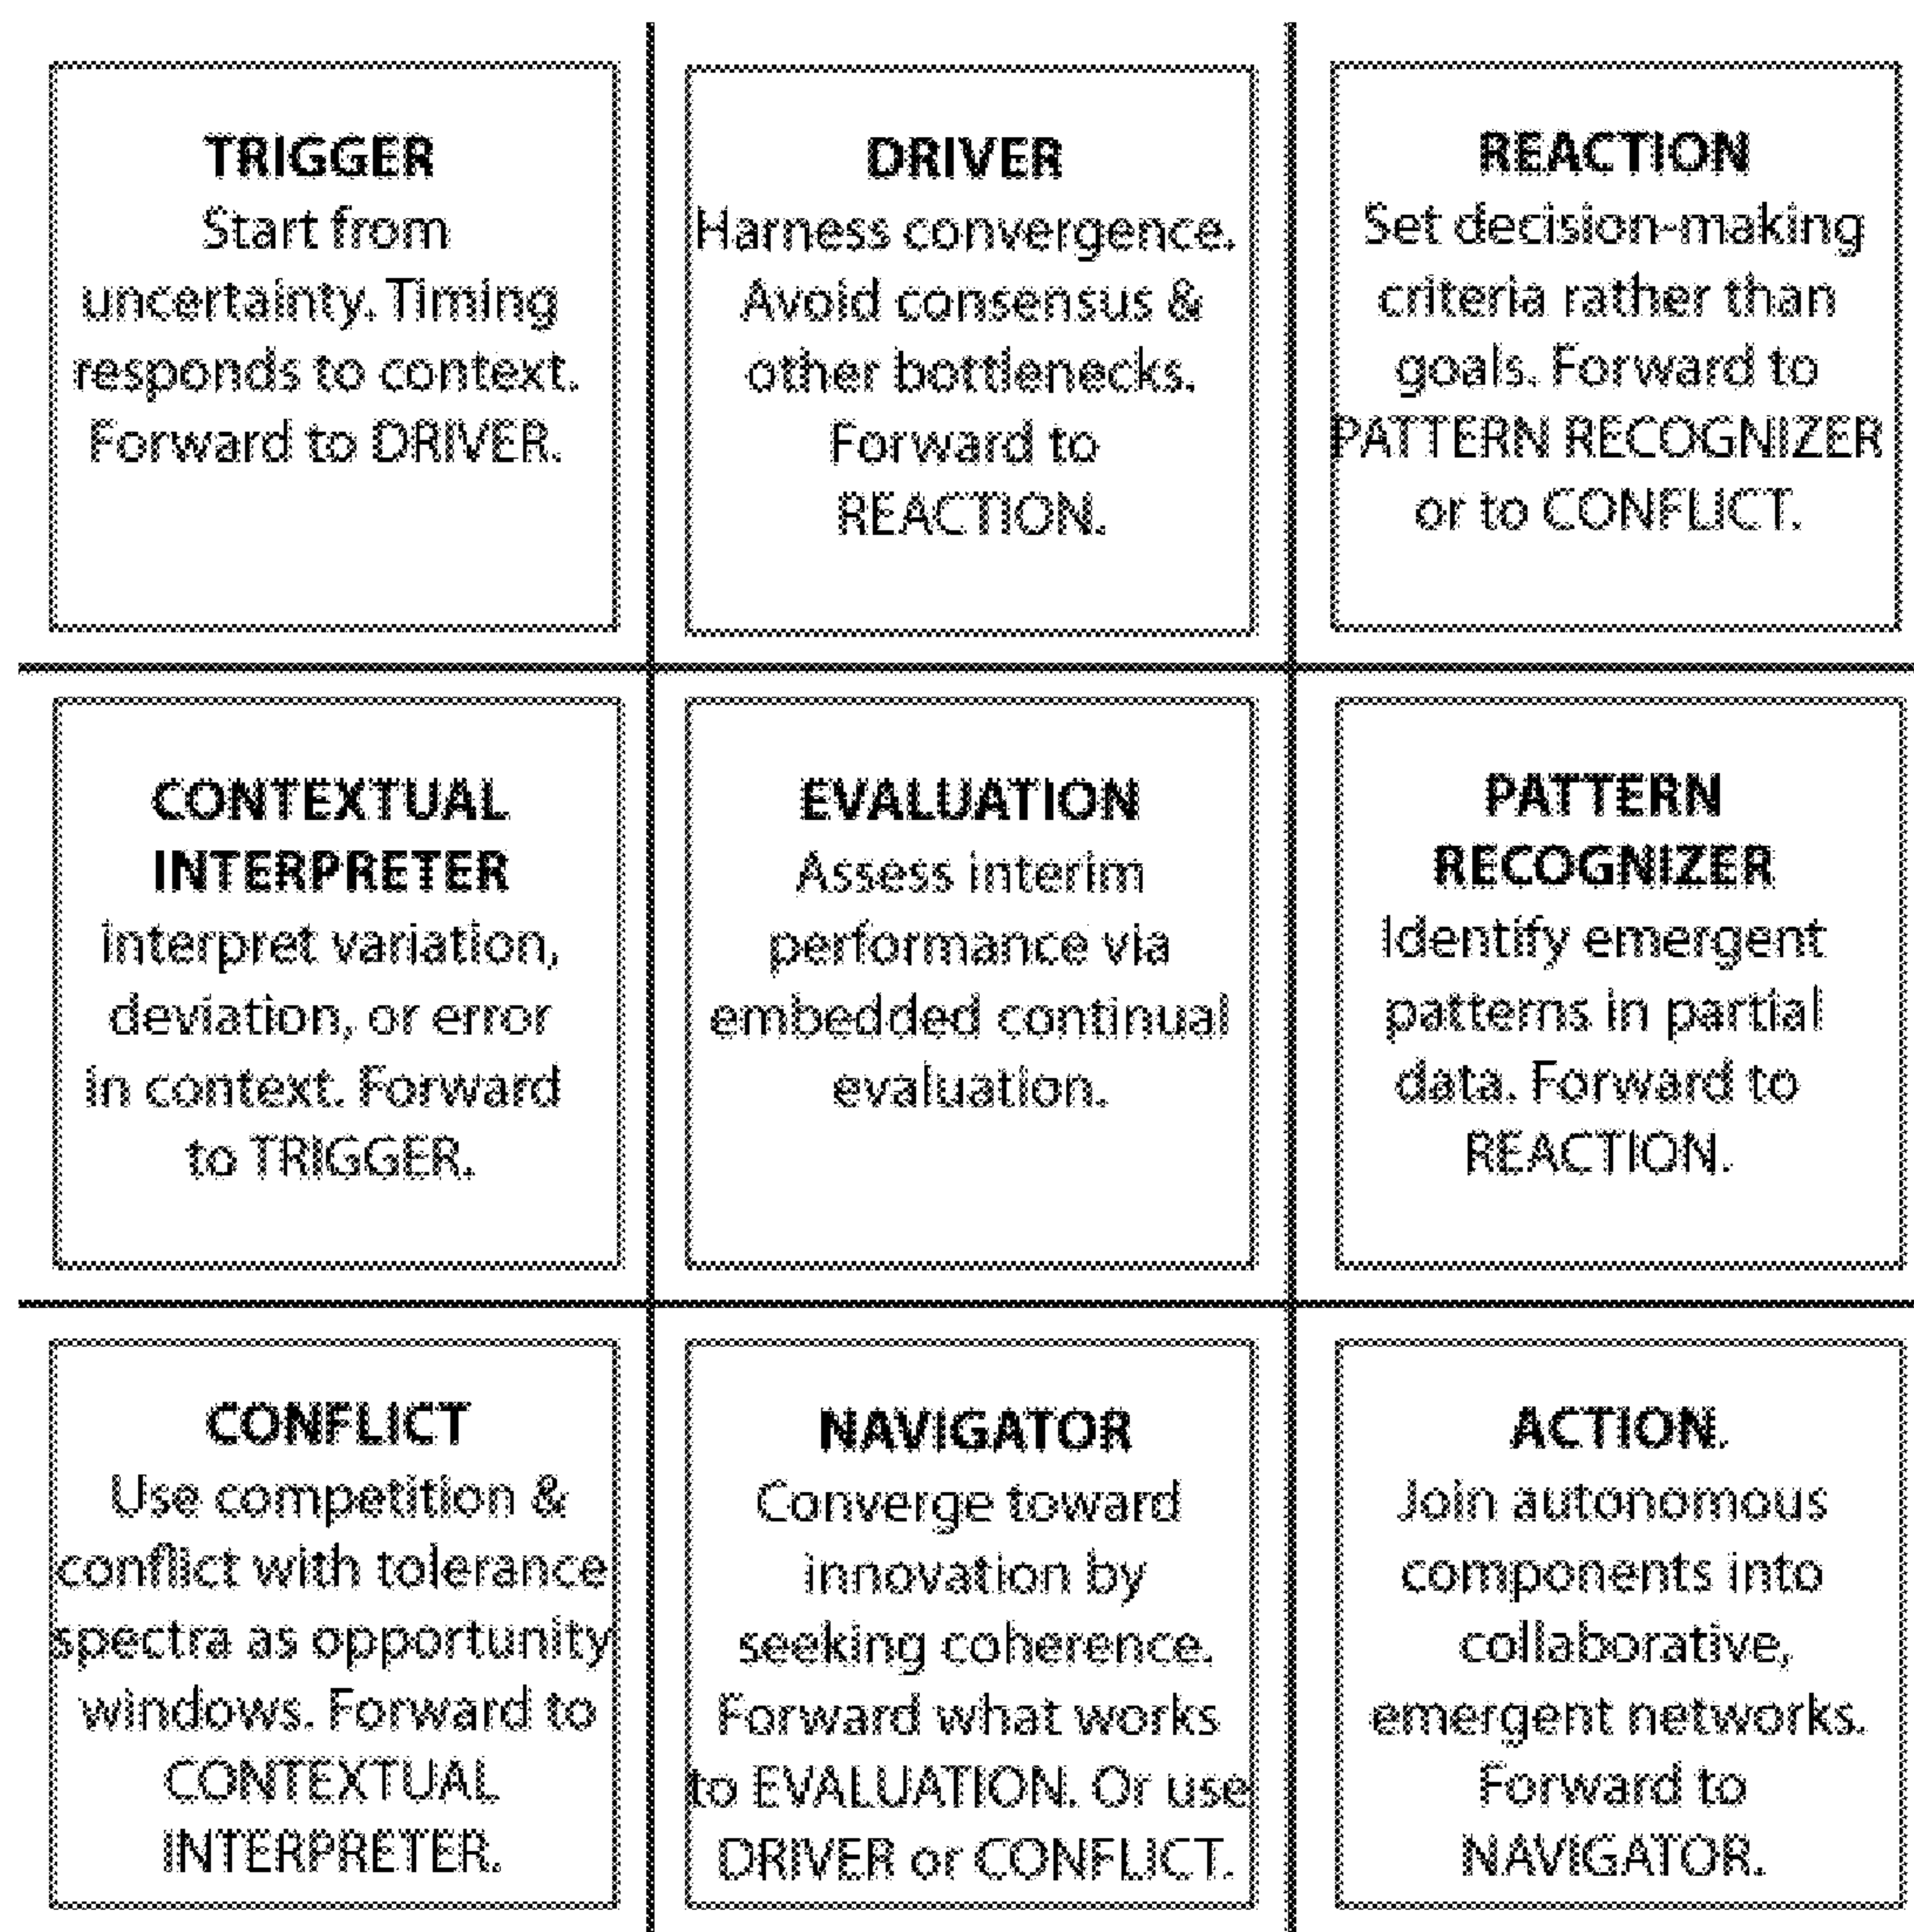 TRIGGER
Start from
uncertainty. Timing
responds to context.
Forward to DRIVER.
DRIVER
Harness convergence.
Avoid consensus &
other bottlenecks.
Forward to
REACTION.
REACTION
Set decision-making
criteria rather than
goals. Forward to
PATTERN RECOGNIZER
or to CONFLICT.
CONTEXTUAL
INTERPRETER
Interpret variation,
deviation, or error
in context. Forward
to TRIGGER.
EVALUATION
Assess interim
performance via
embedded continual
evaluation.
PATTERN
RECOGNIZER
Identify emergent
patterns in partial
data. Forward to
REACTION.
CONFLICT
Use competition &
conflict with tolerance
spectra as opportunity
windows. Forward to
CONTEXTUAL
INTERPRETER.
NAVIGATOR
Converge toward
innovation by
seeking coherence.
Forward what works
to EVALUATION. Or use
DRIVER or CONFLICT.
ACTION.
Join autonomous
components into
collaborative,
emergent networks.
Forward to
NAVIGATOR.